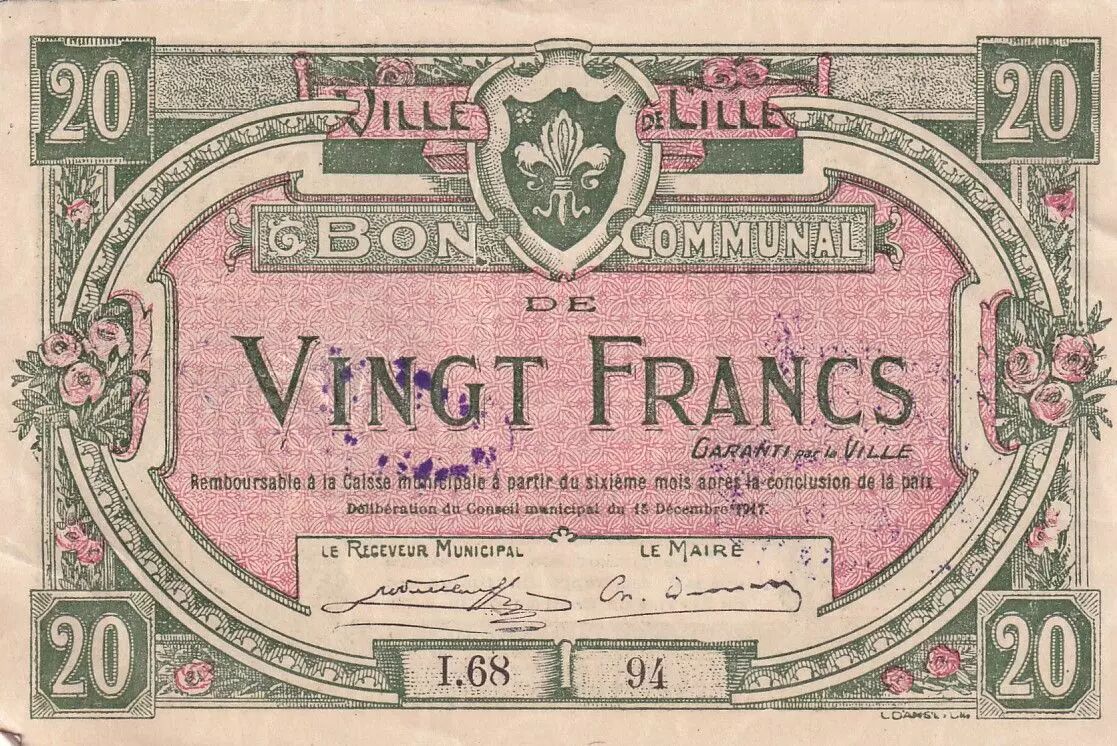 20 20
VILLE DE LILLE
BON COMMUNAL
DE
VINGT FRANCS
GARANTI par la VILLE
Remboursable à la Caisse municipale à partir du sixième mois après la conclusion de la paix
Délibération du Conseil municipal du 15 Décembre 1917.
LE RECEVEUR MUNICIPAL LE MAIRE
1.68 94
20 20